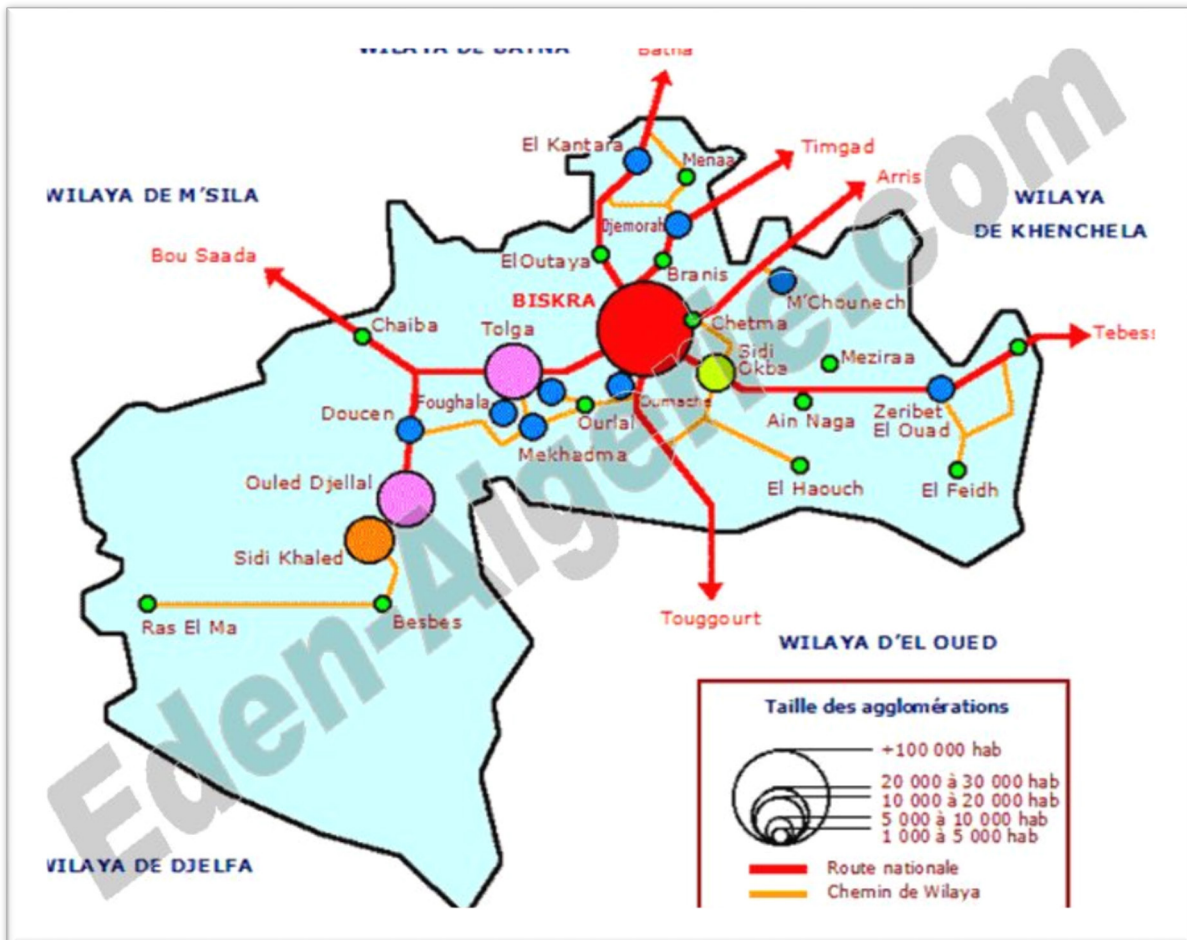 WILAYA DE BATNA
Batna
El Kantara
Menaa
Timgad
Arris
WILAYA DE M'SILA
WILAYA
DE KHENCHELA
Djemorah
Bou Saada
El Outaya
Branis
BISKRA
M'Chounech
Chaiba
Tolga
Chetma
Tebess
Sidi
Okba
Meziraa
Foughala
Doucen
Oumache
Ourlal
Ain Naga
Zeribet
El Ouad
Mekhadma
Ouled Djellal
El Haouch
El Feidh
Sidi Khaled
Ras El Ma
Besbes
Touggourt
WILAYA D'EL OUED
WILAYA DE DJELFA
Taille des agglomérations
+100 000 hab
20 000 à 30 000 hab
10 000 à 20 000 hab
5 000 à 10 000 hab
1 000 à 5 000 hab
Route nationale
Chemin de Wilaya
Eden-Algerie.com